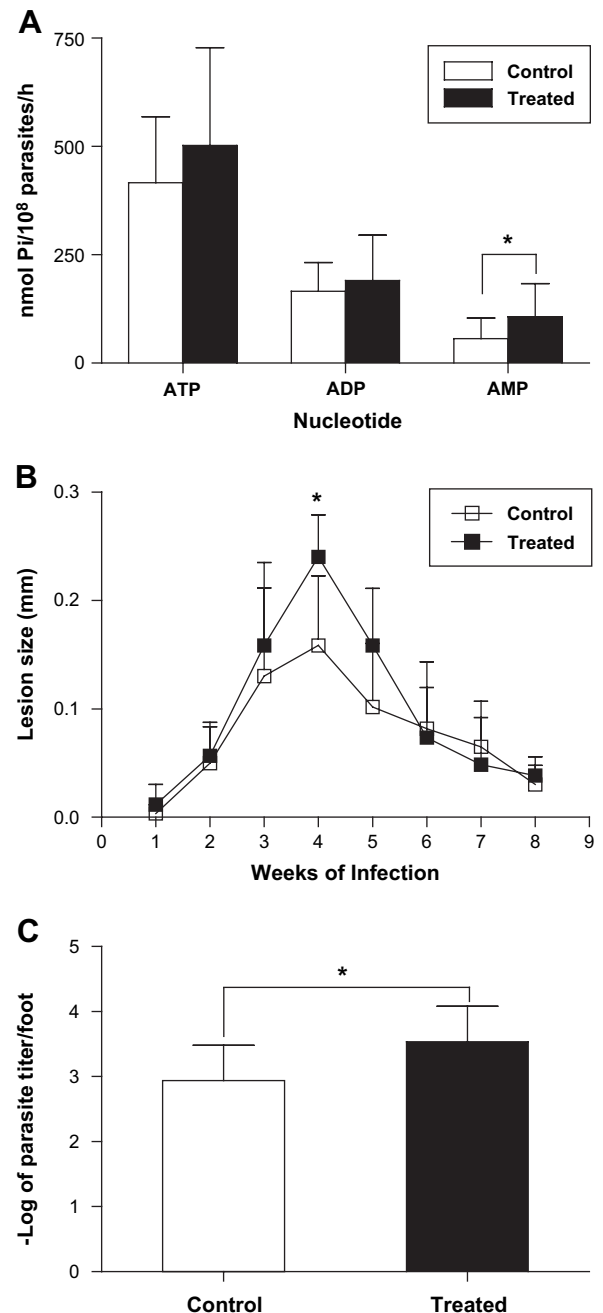 A
nmol Pi/10⁸ parasites/h
750
500
250
0
Control
Treated
*
ATP ADP AMP
Nucleotide
B
Lesion size (mm)
0.3
0.2
0.1
0.0
*
Control
Treated
0 1 2 3 4 5 6 7 8 9
Weeks of Infection
C
-Log of parasite titer/foot
5
4
3
2
1
0
*
Control Treated